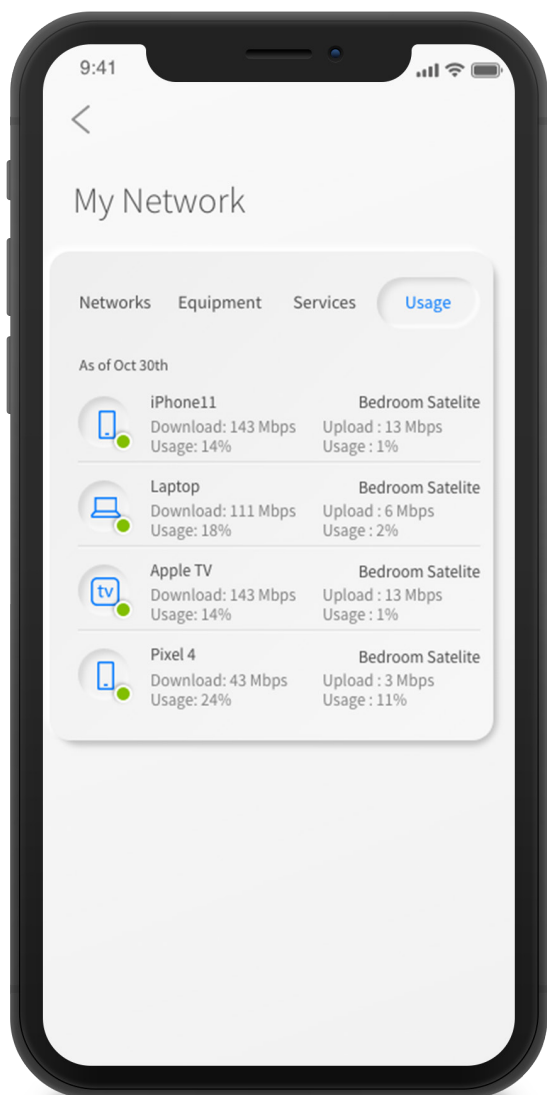 9:41
My Network
Networks Equipment Services Usage
As of Oct 30th
iPhone11 Bedroom Satelite
Download: 143 Mbps Upload : 13 Mbps
Usage: 14% Usage : 1%
Laptop Bedroom Satelite
Download: 111 Mbps Upload : 6 Mbps
Usage: 18% Usage : 2%
Apple TV Bedroom Satelite
tv
Download: 143 Mbps Upload : 13 Mbps
Usage: 14% Usage : 1%
Pixel 4 Bedroom Satelite
Download: 43 Mbps Upload : 3 Mbps
Usage: 24% Usage : 11%